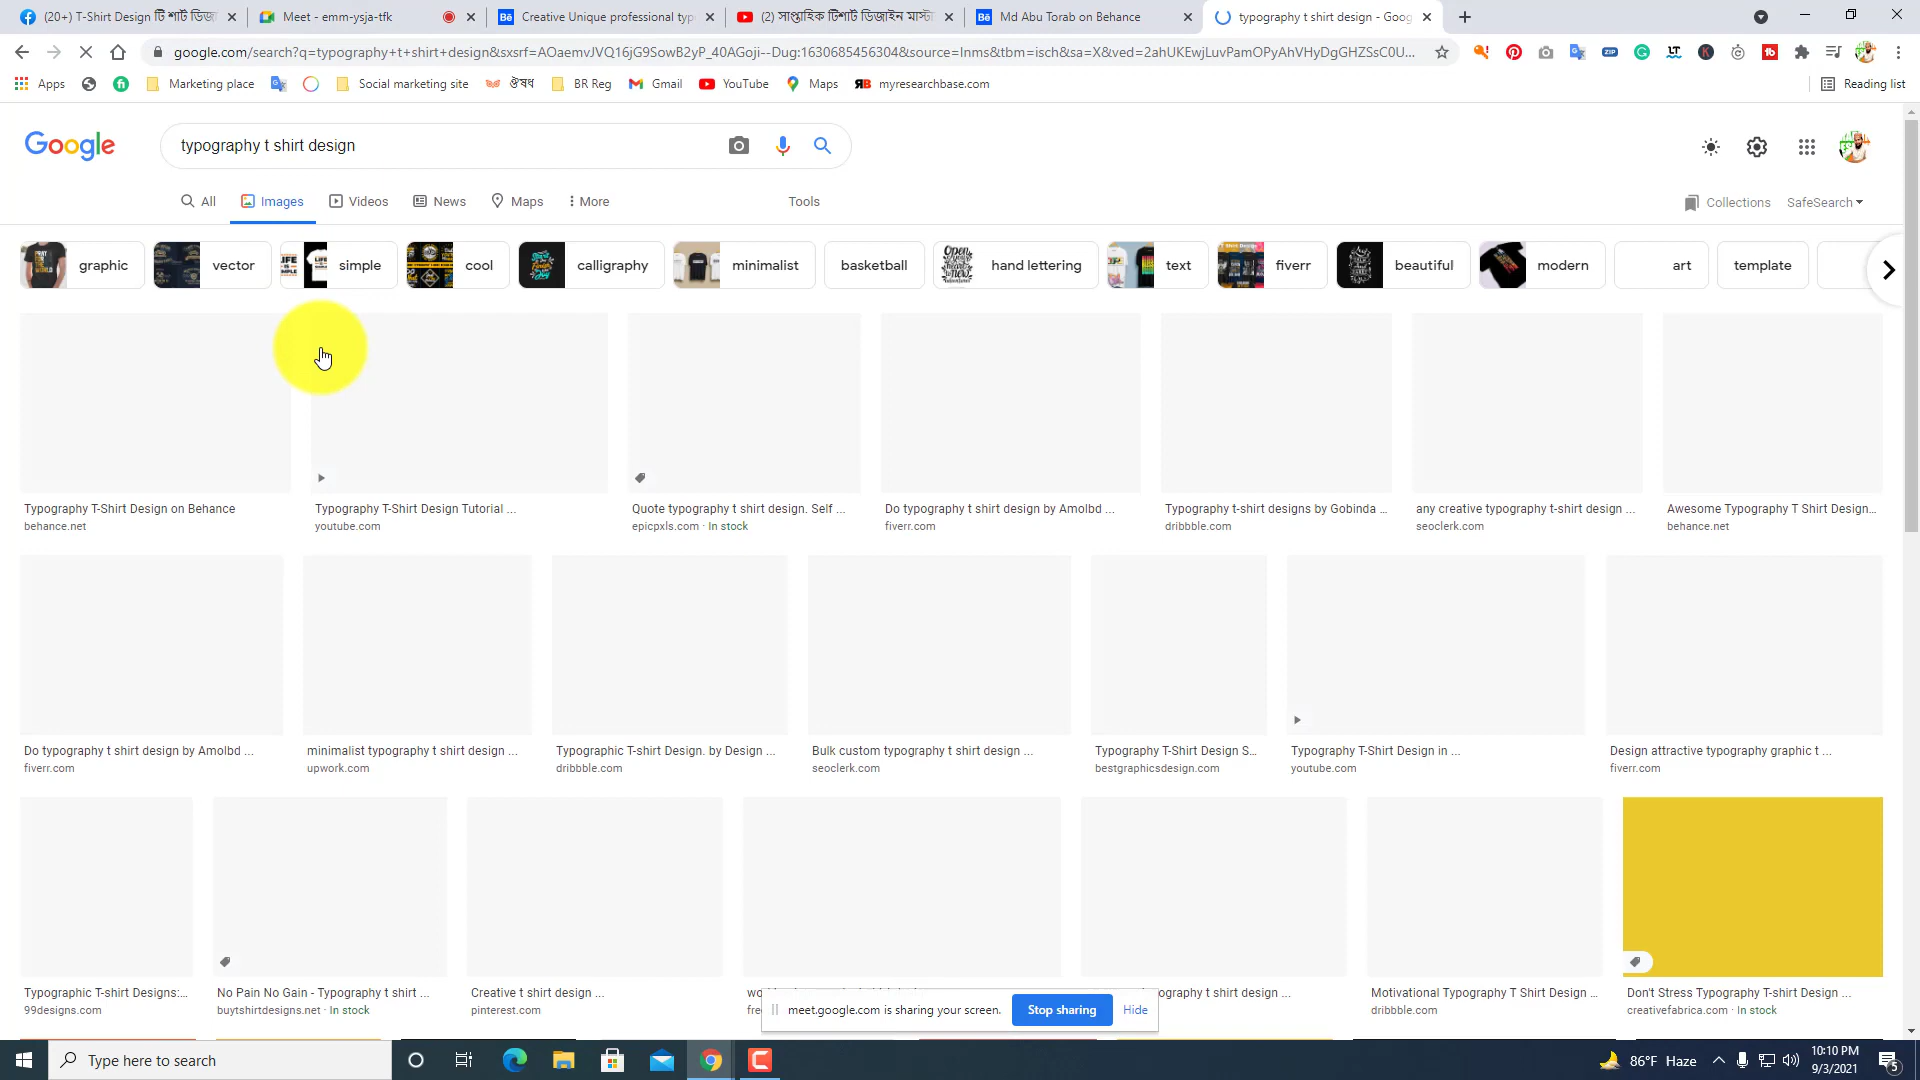 (20+) T-Shirt Design টি শার্ট ডিজা
Meet - emm-ysja-tfk
Creative Unique professional typ
(2) সাপ্তাহিক টিশার্ট ডিজাইন মাস্টা
Md Abu Torab on Behance
typography t shirt design - Goog
google.com/search?q=typography+t+shirt+design&sxsrf=AOaemvJVQ16jG9SowB2yP_40AGoji--Dug:1630685456304&source=lnms&tbm=isch&sa=X&ved=2ahUKEwjLuvPamOPyAhVHyDgGHZSsC0U...
Apps
Marketing place
Social marketing site
ঔষধ
BR Reg
Gmail
YouTube
Maps
myresearchbase.com
Reading list
Google
typography t shirt design
All
Images
Videos
News
Maps
More
Tools
Collections
SafeSearch
graphic
vector
simple
cool
calligraphy
minimalist
basketball
hand lettering
text
fiverr
beautiful
modern
art
template
Typography T-Shirt Design on Behance
behance.net
Typography T-Shirt Design Tutorial ...
youtube.com
Quote typography t shirt design. Self ...
epicpxls.com · In stock
Do typography t shirt design by Amolbd ...
fiverr.com
Typography t-shirt designs by Gobinda ...
dribbble.com
any creative typography t-shirt design ...
seoclerk.com
Awesome Typography T Shirt Design...
behance.net
Do typography t shirt design by Amolbd ...
fiverr.com
minimalist typography t shirt design ...
upwork.com
Typographic T-shirt Design. by Design ...
dribbble.com
Bulk custom typography t shirt design ...
seoclerk.com
Typography T-Shirt Design S...
bestgraphicsdesign.com
Typography T-Shirt Design in ...
youtube.com
Design attractive typography graphic t ...
fiverr.com
Typographic T-shirt Designs:...
99designs.com
No Pain No Gain - Typography t shirt ...
buytshirtdesigns.net · In stock
Creative t shirt design ...
pinterest.com
Motivational Typography T Shirt Design ...
dribbble.com
Don't Stress Typography T-shirt Design ...
creativefabrica.com · In stock
meet.google.com is sharing your screen.
Stop sharing
Hide
Type here to search
86°F Haze
10:10 PM
9/3/2021
5